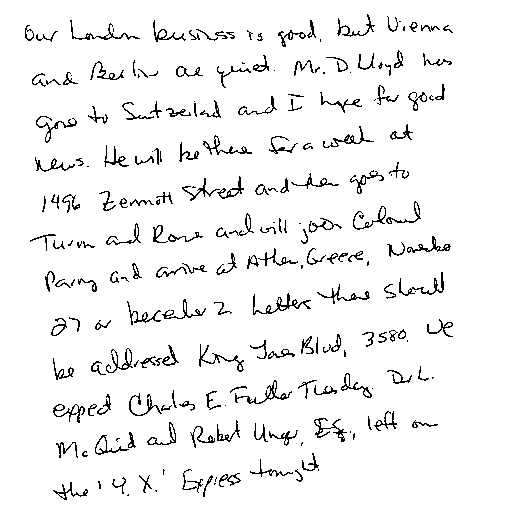 Our London business is good, but Vienna
and Berlin are quiet. Mr. D. Lloyd has
gone to Switzerland and I hope for good
news. He will be there for a week at
1496 Zermott Street and then goes to
Turin and Rome and will join Colonel
Parry and arrive at Athens, Greece, November
27 or December 2. Letters there should
be addressed King James Blvd, 3580. We
expect Charles E. Fuller Tuesday. Dr. L.
McQuid and Robert Unger, Esq., left on
the 'Y. X.' Express tonight.